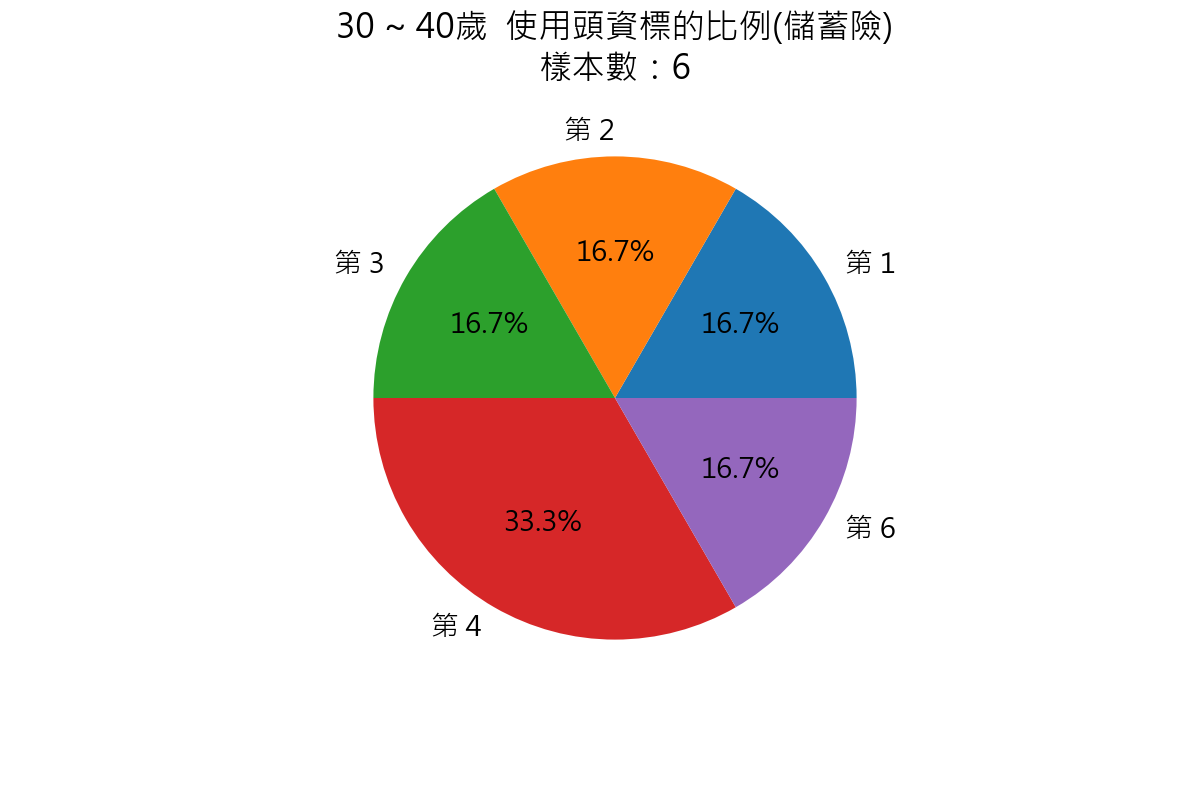 30 ~ 40歲  使用頭資標的比例(儲蓄險)
樣本數：6
第 2
第 3
第 1
16.7%
16.7%
16.7%
16.7%
33.3%
第 6
第 4